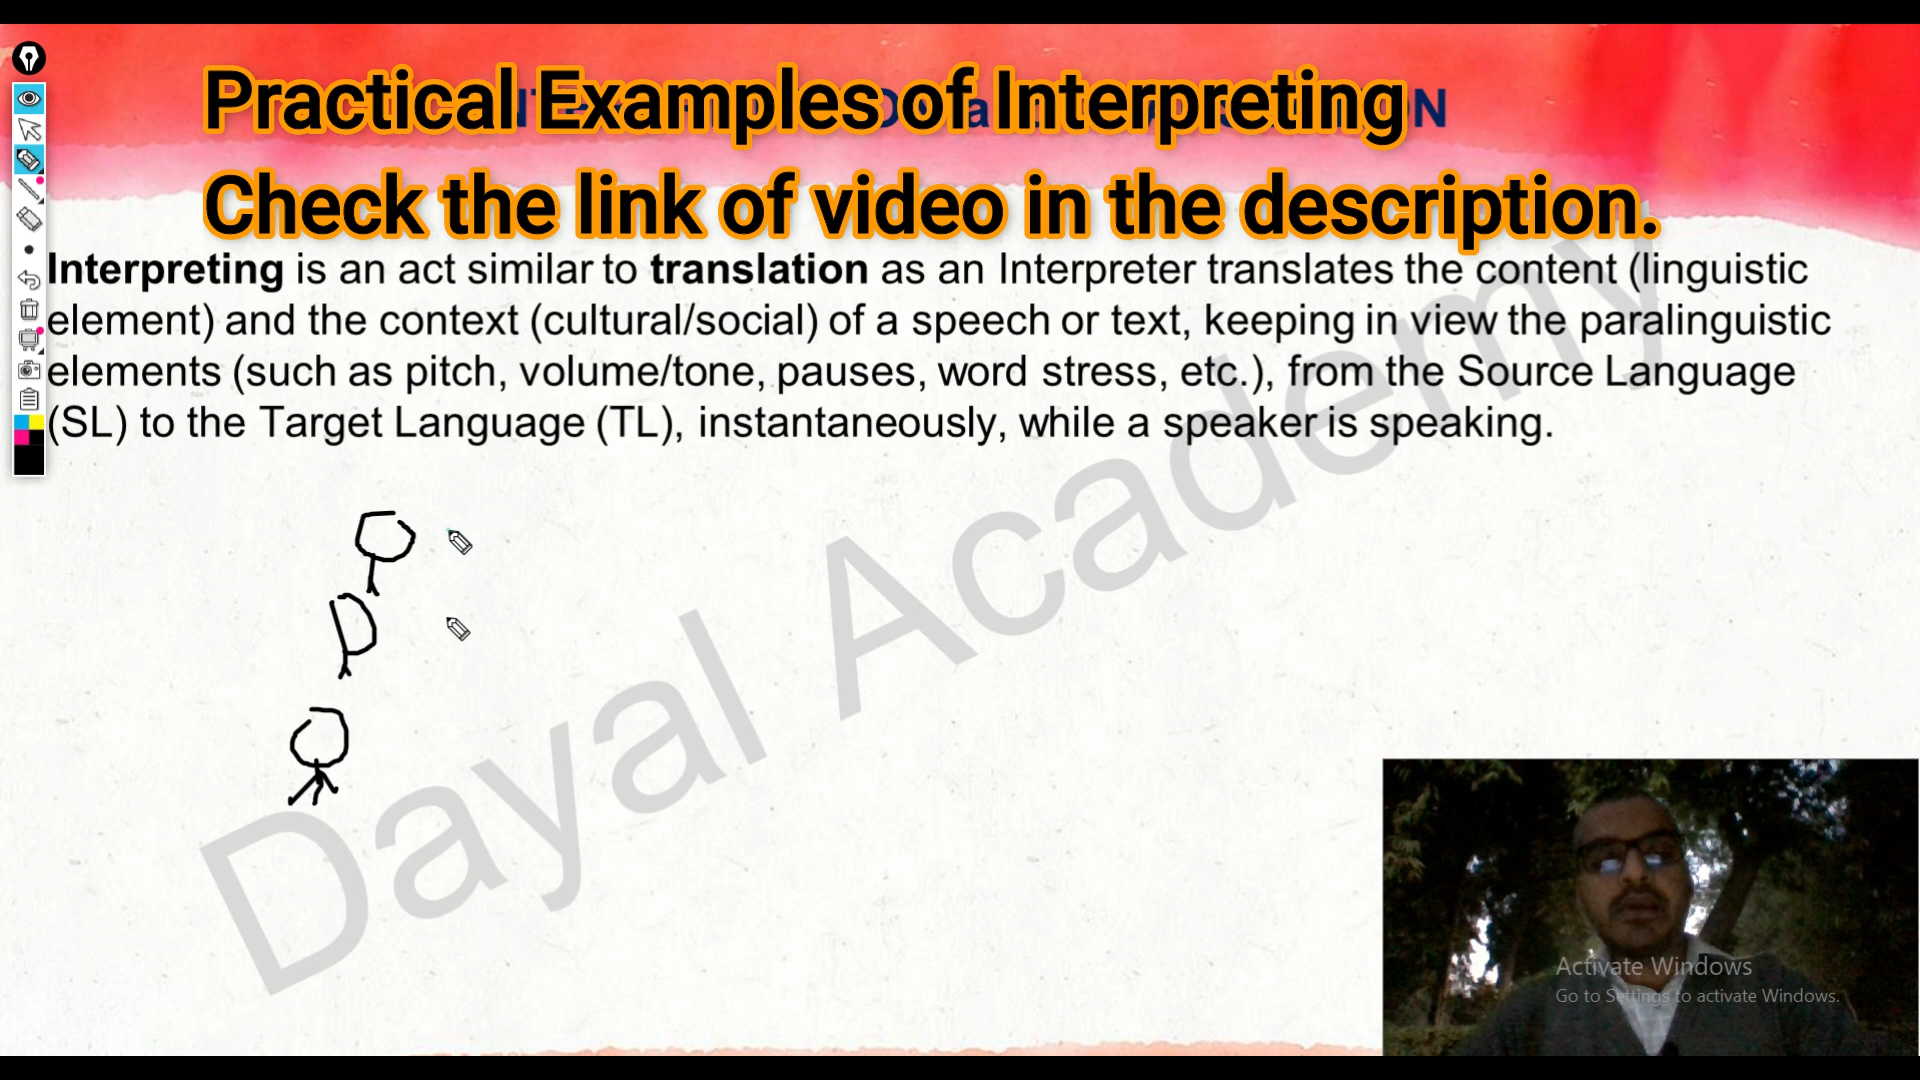 Practical Examples of Interpreting
Check the link of video in the description.
Interpreting is an act similar to translation as an Interpreter translates the content (linguistic
element) and the context (cultural/social) of a speech or text, keeping in view the paralinguistic
elements (such as pitch, volume/tone, pauses, word stress, etc.), from the Source Language
(SL) to the Target Language (TL), instantaneously, while a speaker is speaking.
Dayal Academy
Activate Windows
Go to Settings to activate Windows.